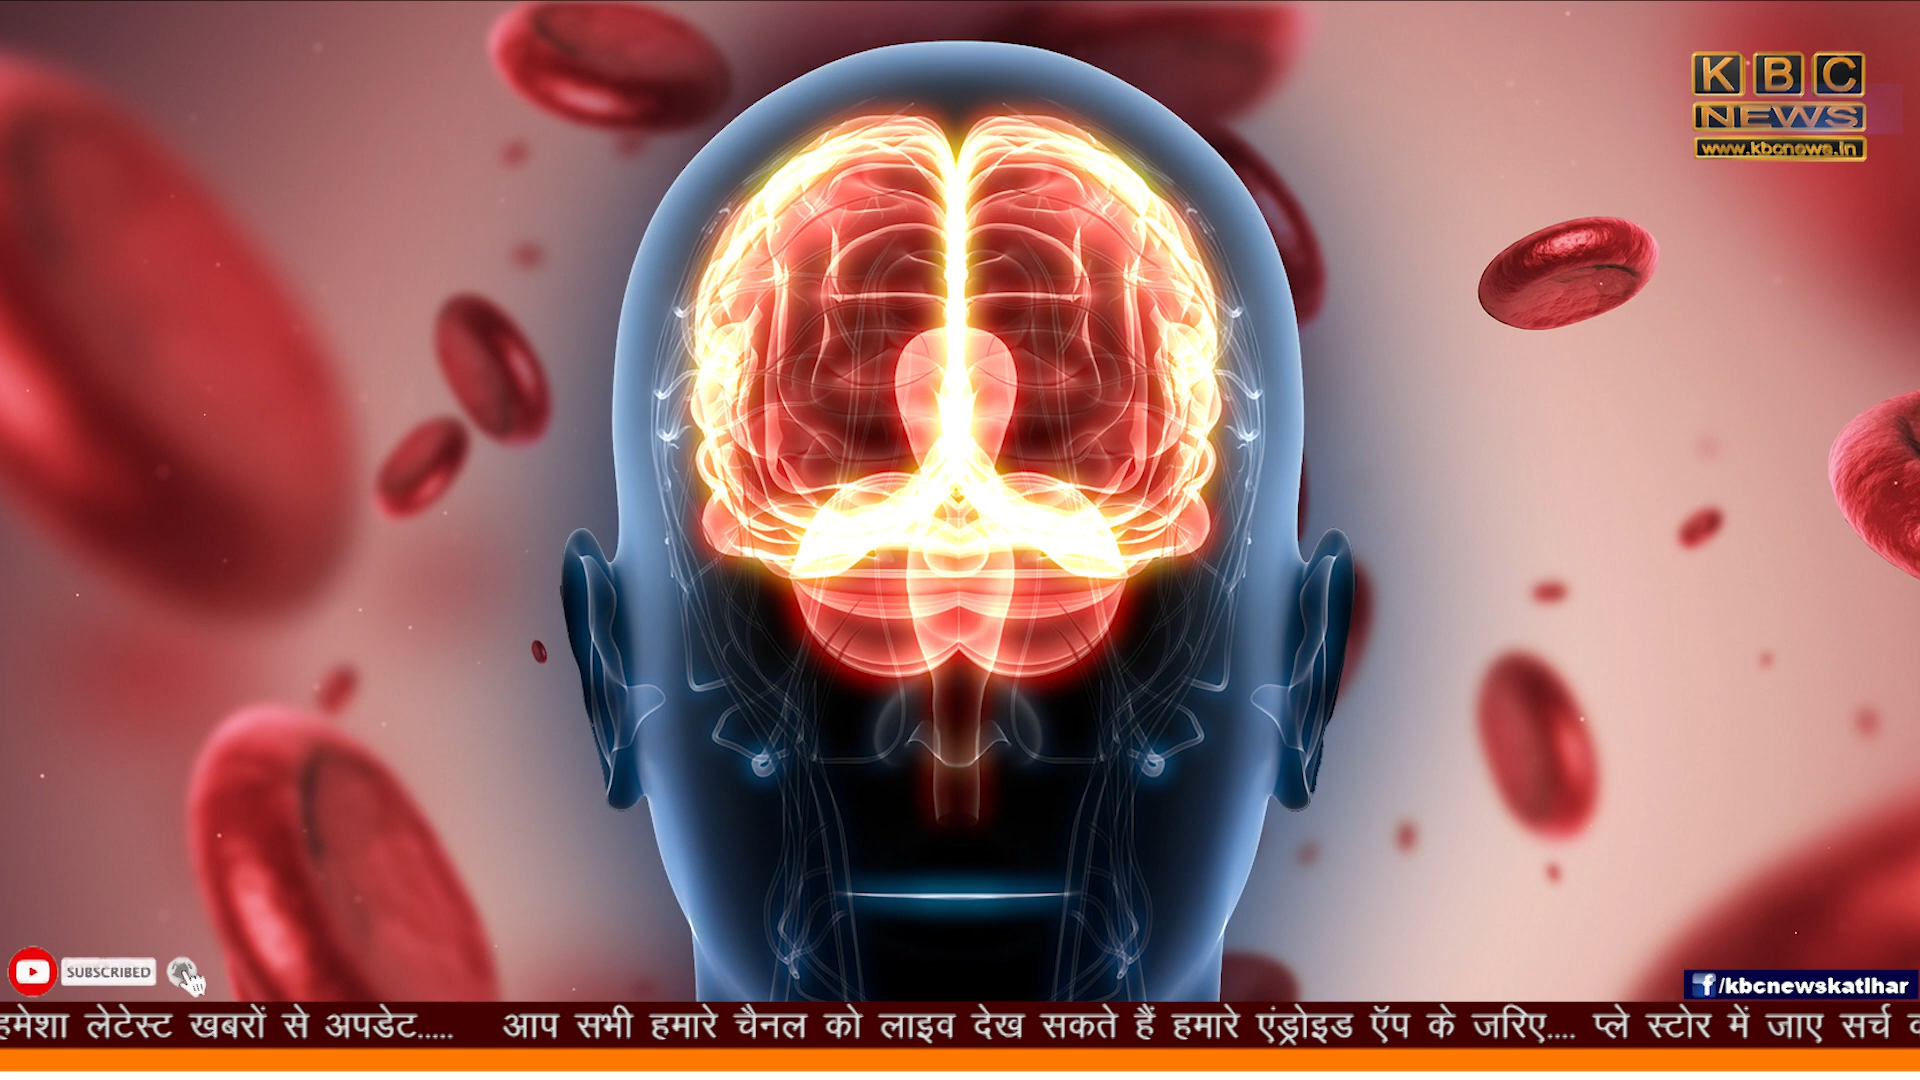 KBC
NEWS
www.kbcnews.in
SUBSCRIBED
f/kbcnewskatihar
हमेशा लेटेस्ट खबरों से अपडेट..... आप सभी हमारे चैनल को लाइव देख सकते हैं हमारे एंड्रोइड ऍप के जरिए.... प्ले स्टोर में जाए सर्च